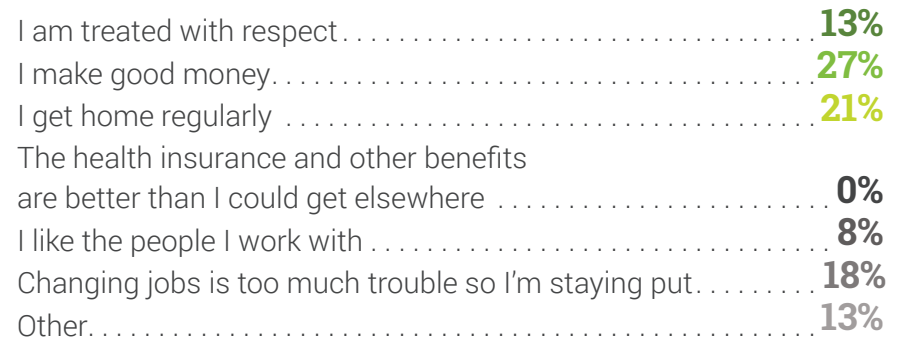 I am treated with respect. . . . . . . . . . . . . . . . . . . . . . . . . . . . . . . . . . 13%
I make good money. . . . . . . . . . . . . . . . . . . . . . . . . . . . . . . . . . . . . . . 27%
I get home regularly . . . . . . . . . . . . . . . . . . . . . . . . . . . . . . . . . . . . . . 21%
The health insurance and other benefits
are better than I could get elsewhere . . . . . . . . . . . . . . . . . . . . . . . . 0%
I like the people I work with . . . . . . . . . . . . . . . . . . . . . . . . . . . . . . . . . 8%
Changing jobs is too much trouble so I’m staying put. . . . . . . . . 18%
Other. . . . . . . . . . . . . . . . . . . . . . . . . . . . . . . . . . . . . . . . . . . . . . . . . . . . . 13%